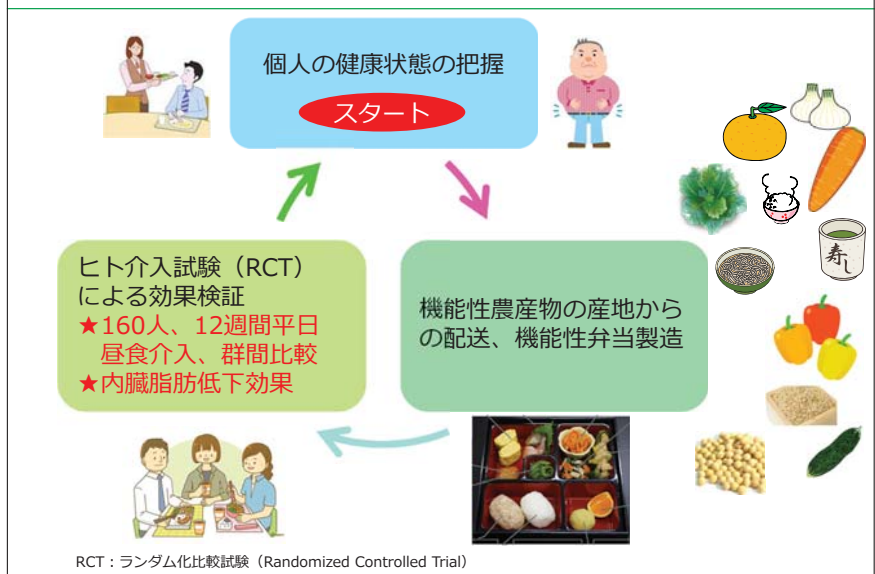 個人の健康状態の把握
スタート
ヒト介入試験（RCT）
による効果検証
★160人、12週間平日
昼食介入、群間比較
★内臓脂肪低下効果
機能性農産物の産地から
の配送、機能性弁当製造
寿し
RCT：ランダム化比較試験（Randomized Controlled Trial）